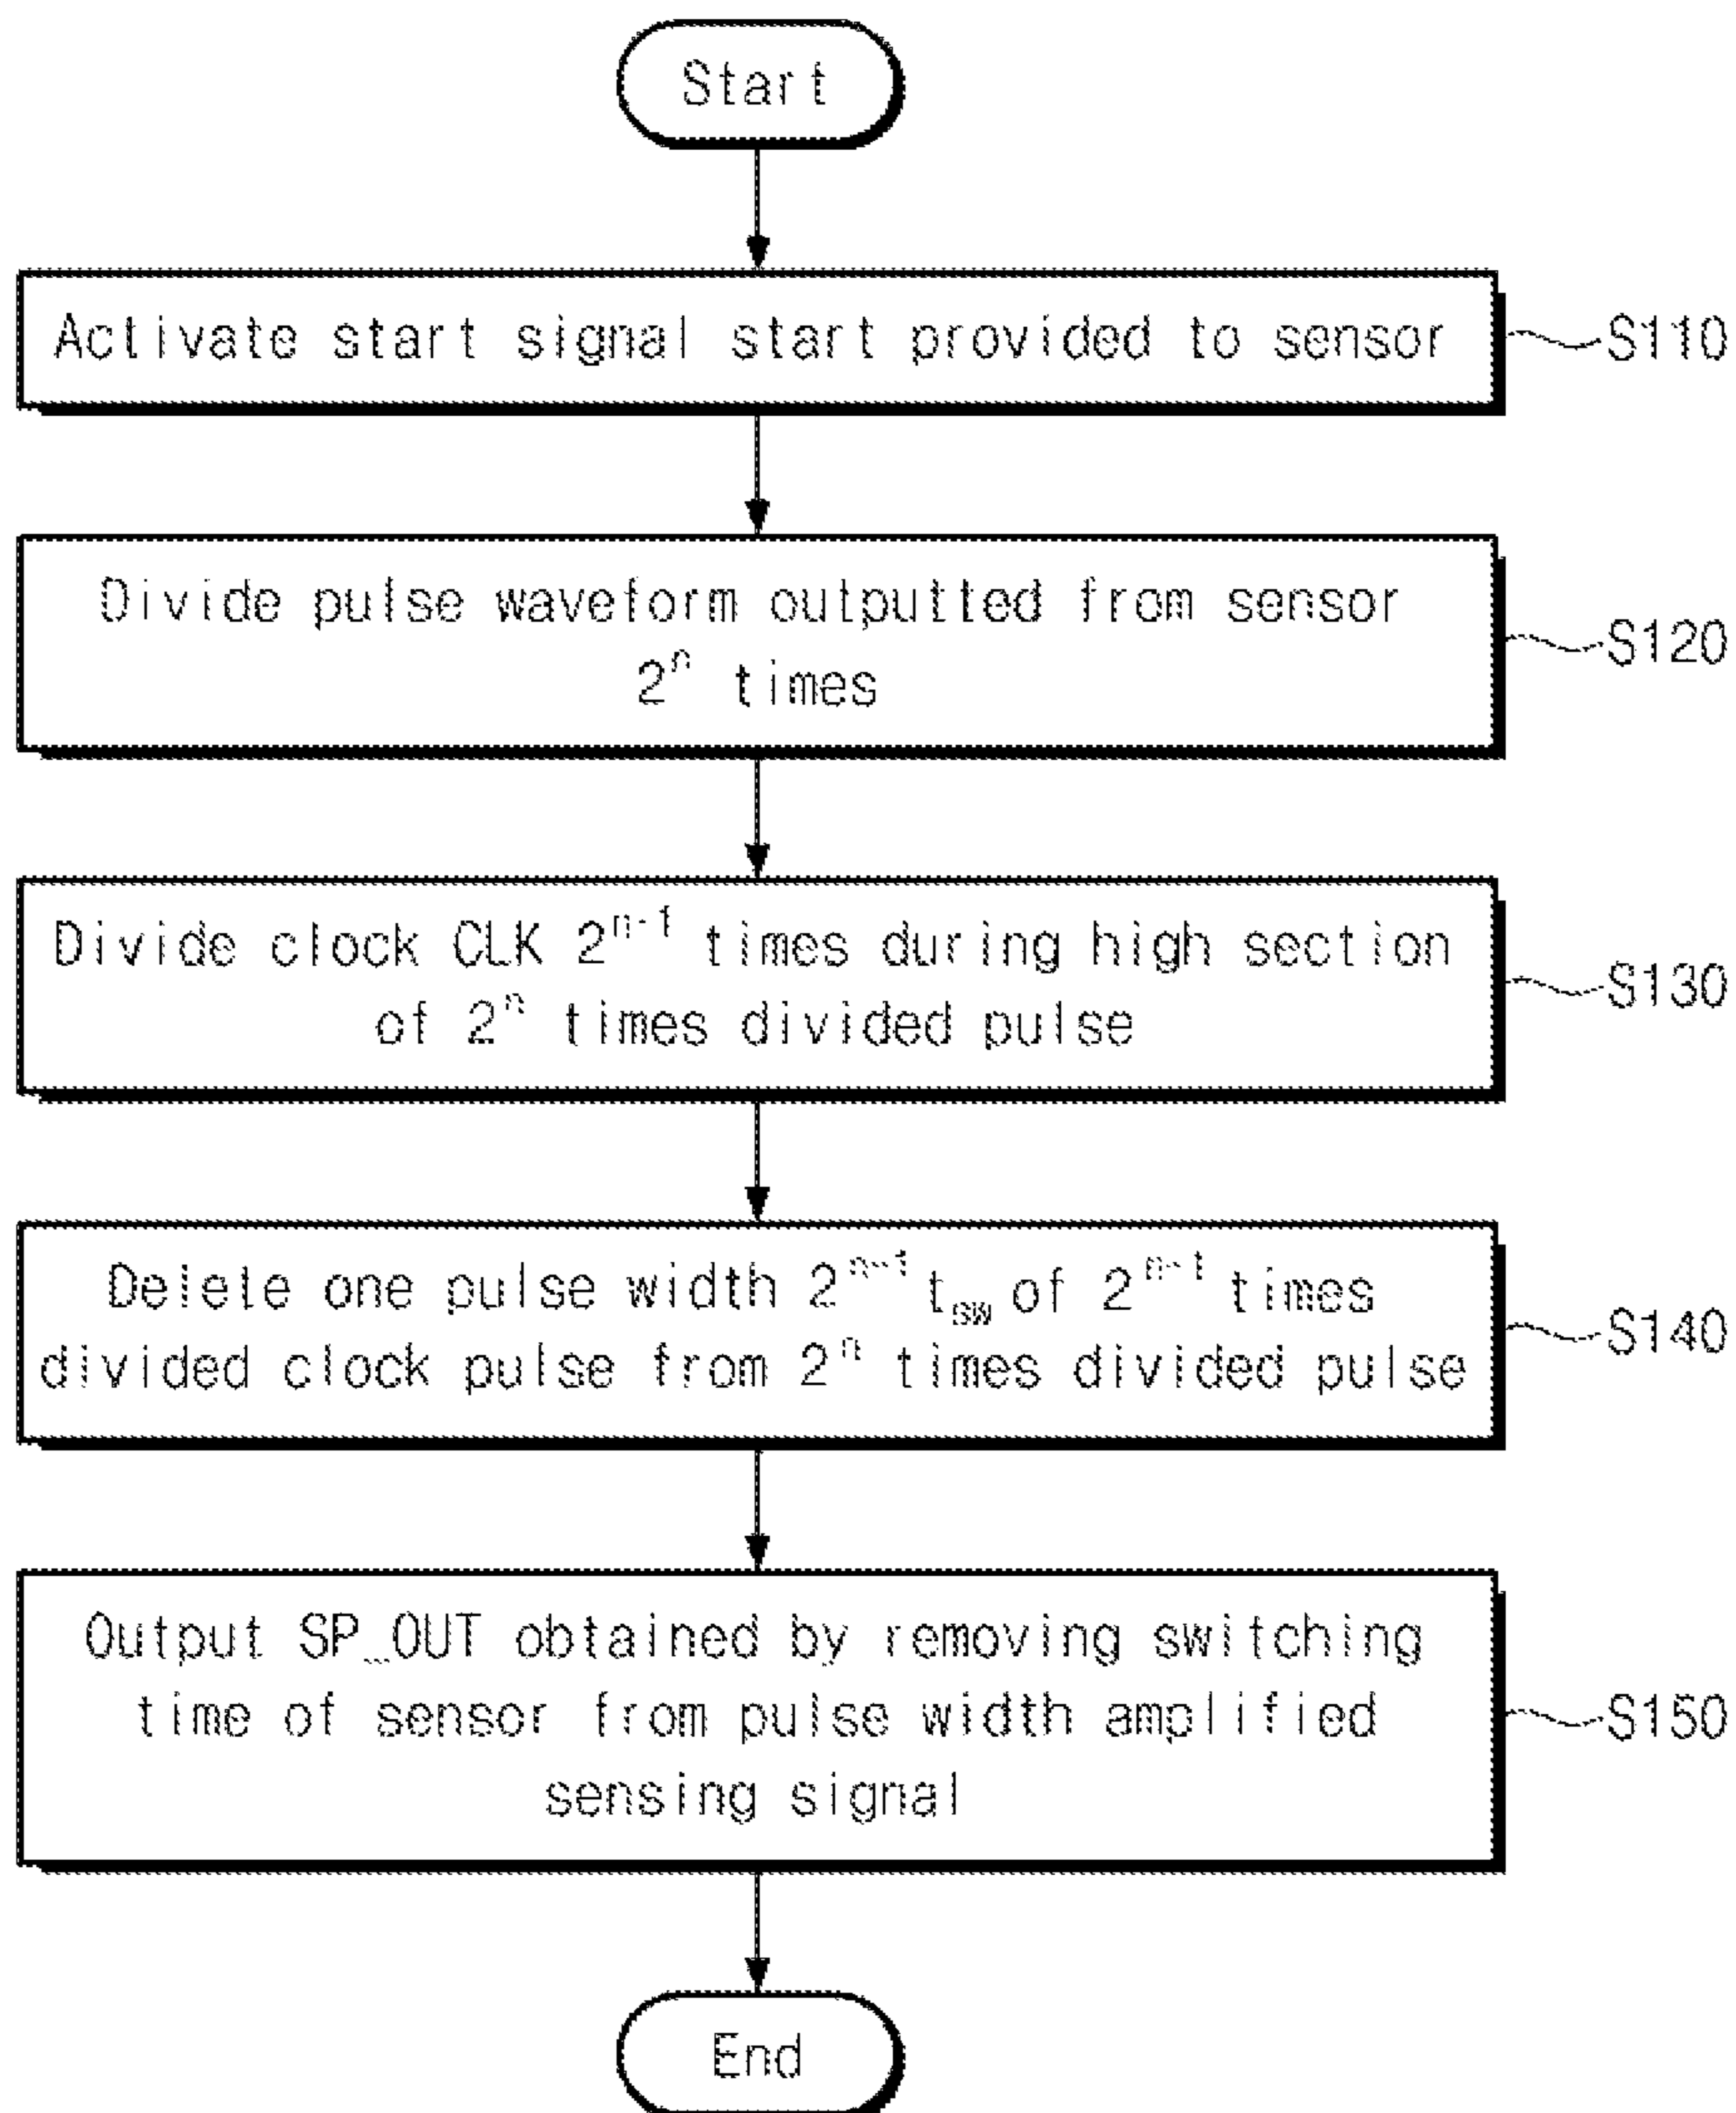 Start
Activate start signal start provided to sensor
S110
Divide pulse waveform outputted from sensor
2ⁿ times
S120
Divide clock CLK 2ⁿ⁻¹ times during high section
of 2ⁿ times divided pulse
S130
Delete one pulse width 2ⁿ⁻¹ t_sw of 2ⁿ⁻¹ times
divided clock pulse from 2ⁿ times divided pulse
S140
Output SP_OUT obtained by removing switching
time of sensor from pulse width amplified
sensing signal
S150
End